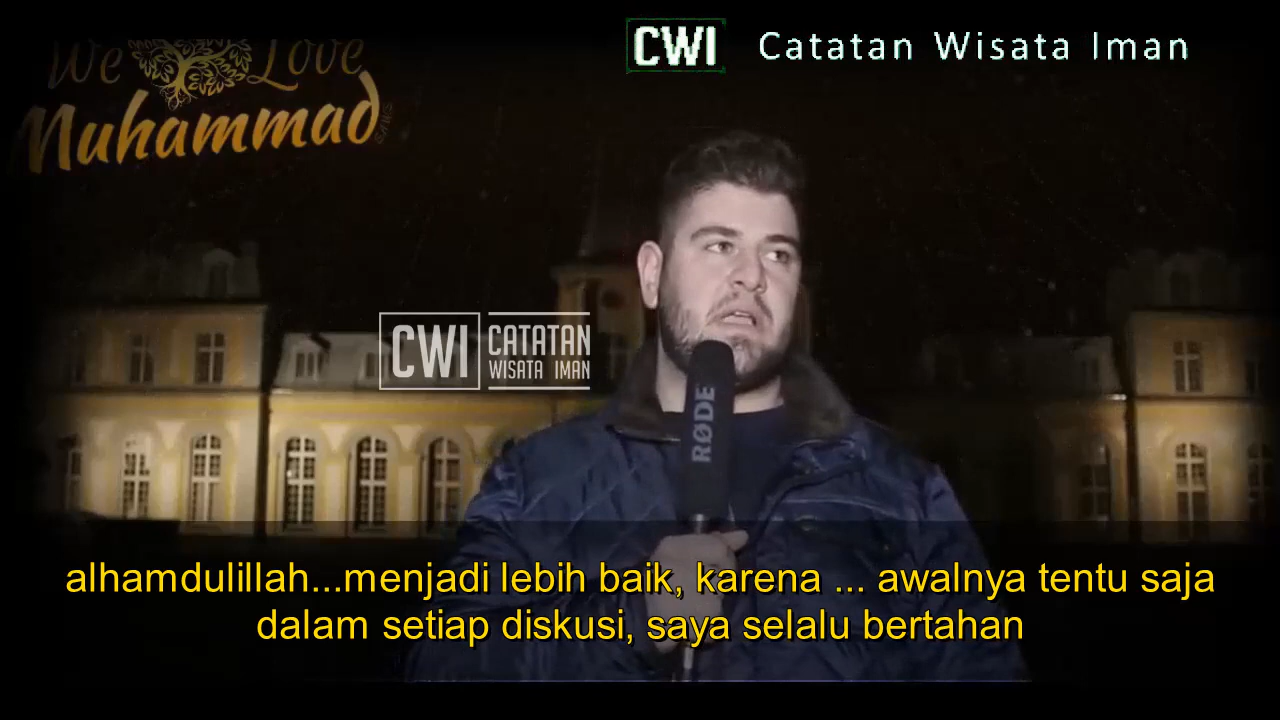 We Love
Muhammad
SAWS
CWI Catatan Wisata Iman
CWI CATATAN
WISATA IMAN
RØDE
alhamdulillah...menjadi lebih baik, karena ... awalnya tentu saja
dalam setiap diskusi, saya selalu bertahan